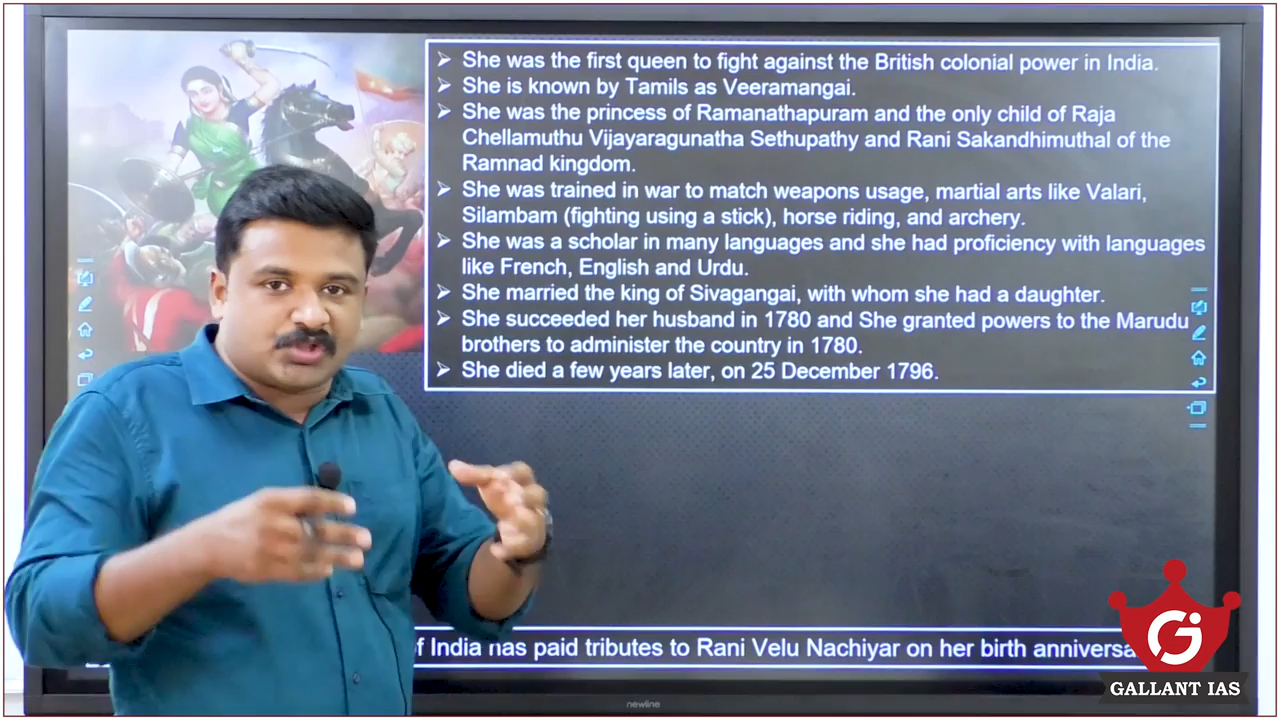 ➢ She was the first queen to fight against the British colonial power in India.
➢ She is known by Tamils as Veeramangai.
➢ She was the princess of Ramanathapuram and the only child of Raja
Chellamuthu Vijayaragunatha Sethupathy and Rani Sakandhimuthal of the
Ramnad kingdom.
➢ She was trained in war to match weapons usage, martial arts like Valari,
Silambam (fighting using a stick), horse riding, and archery.
➢ She was a scholar in many languages and she had proficiency with languages
like French, English and Urdu.
➢ She married the king of Sivagangai, with whom she had a daughter.
➢ She succeeded her husband in 1780 and She granted powers to the Marudu
brothers to administer the country in 1780.
➢ She died a few years later, on 25 December 1796.
of India has paid tributes to Rani Velu Nachiyar on her birth
GALLANT IAS
newline